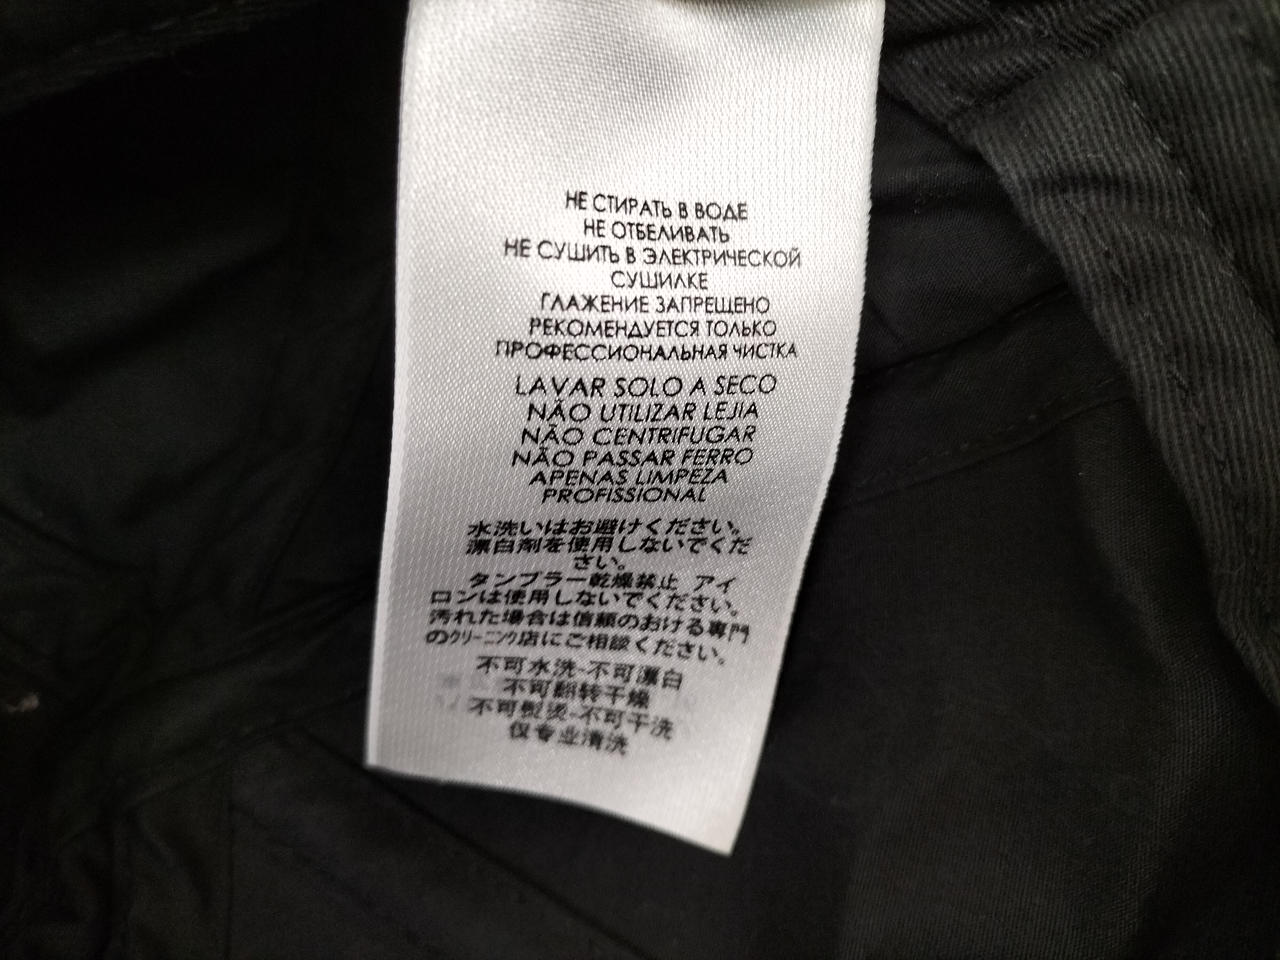 НЕ СТИРАТЬ В ВОДЕ
НЕ ОТБЕЛИВАТЬ
НЕ СУШИТЬ В ЭЛЕКТРИЧЕСКОЙ
СУШИЛКЕ
ГЛАЖЕНИЕ ЗАПРЕЩЕНО
РЕКОМЕНДУЕТСЯ ТОЛЬКО
ПРОФЕССИОНАЛЬНАЯ ЧИСТКА
LAVAR SOLO A SECO
NÃO UTILIZAR LEJIA
NÃO CENTRIFUGAR
NÃO PASSAR FERRO
APENAS LIMPEZA
PROFISSIONAL
水洗いはお避けください。
漂白剤を使用しないでくだ
さい。
タンブラー乾燥禁止 アイ
ロンは使用しないでください。
汚れた場合は信頼のおける専門
のクリーニング店にご相談ください。
不可水洗-不可漂白
不可翻转干燥
不可熨烫-不可干洗
仅专业清洗